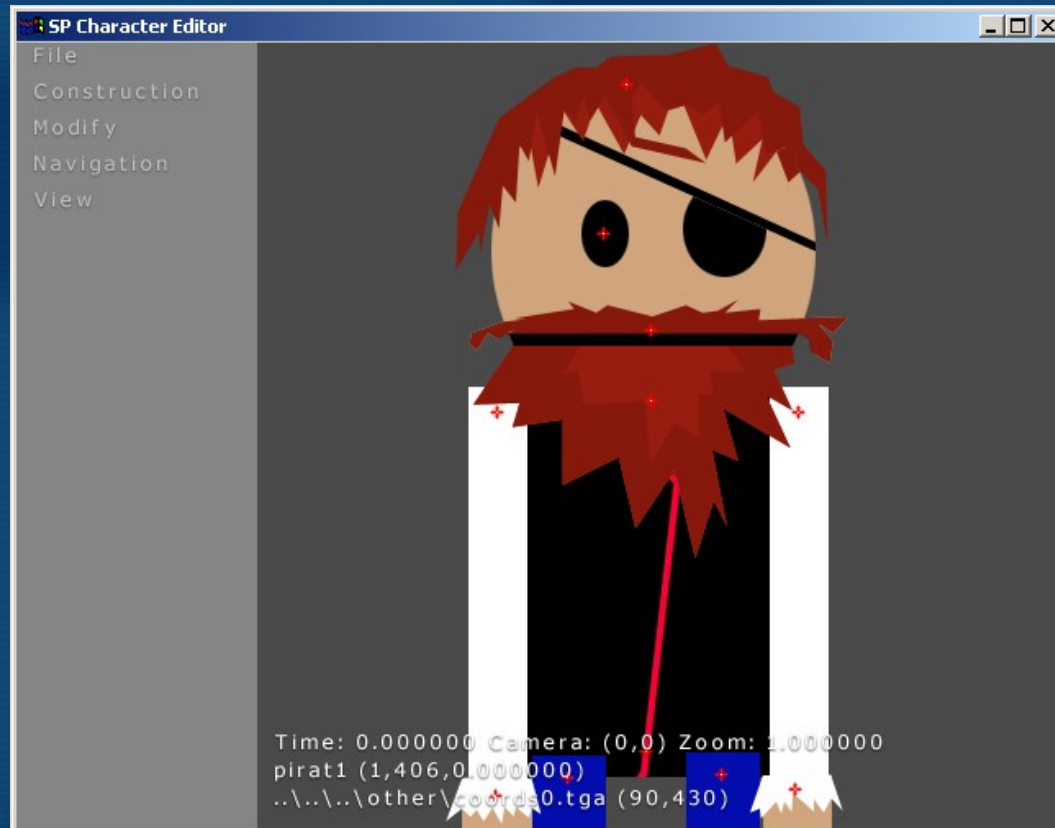 SP Character Editor
File
Construction
Modify
Navigation
View
Time: 0.000000 Camera: (0,0) Zoom: 1.000000
pirat1 (1,406,0.000000)
..\..\..\other\coords0.tga (90,430)